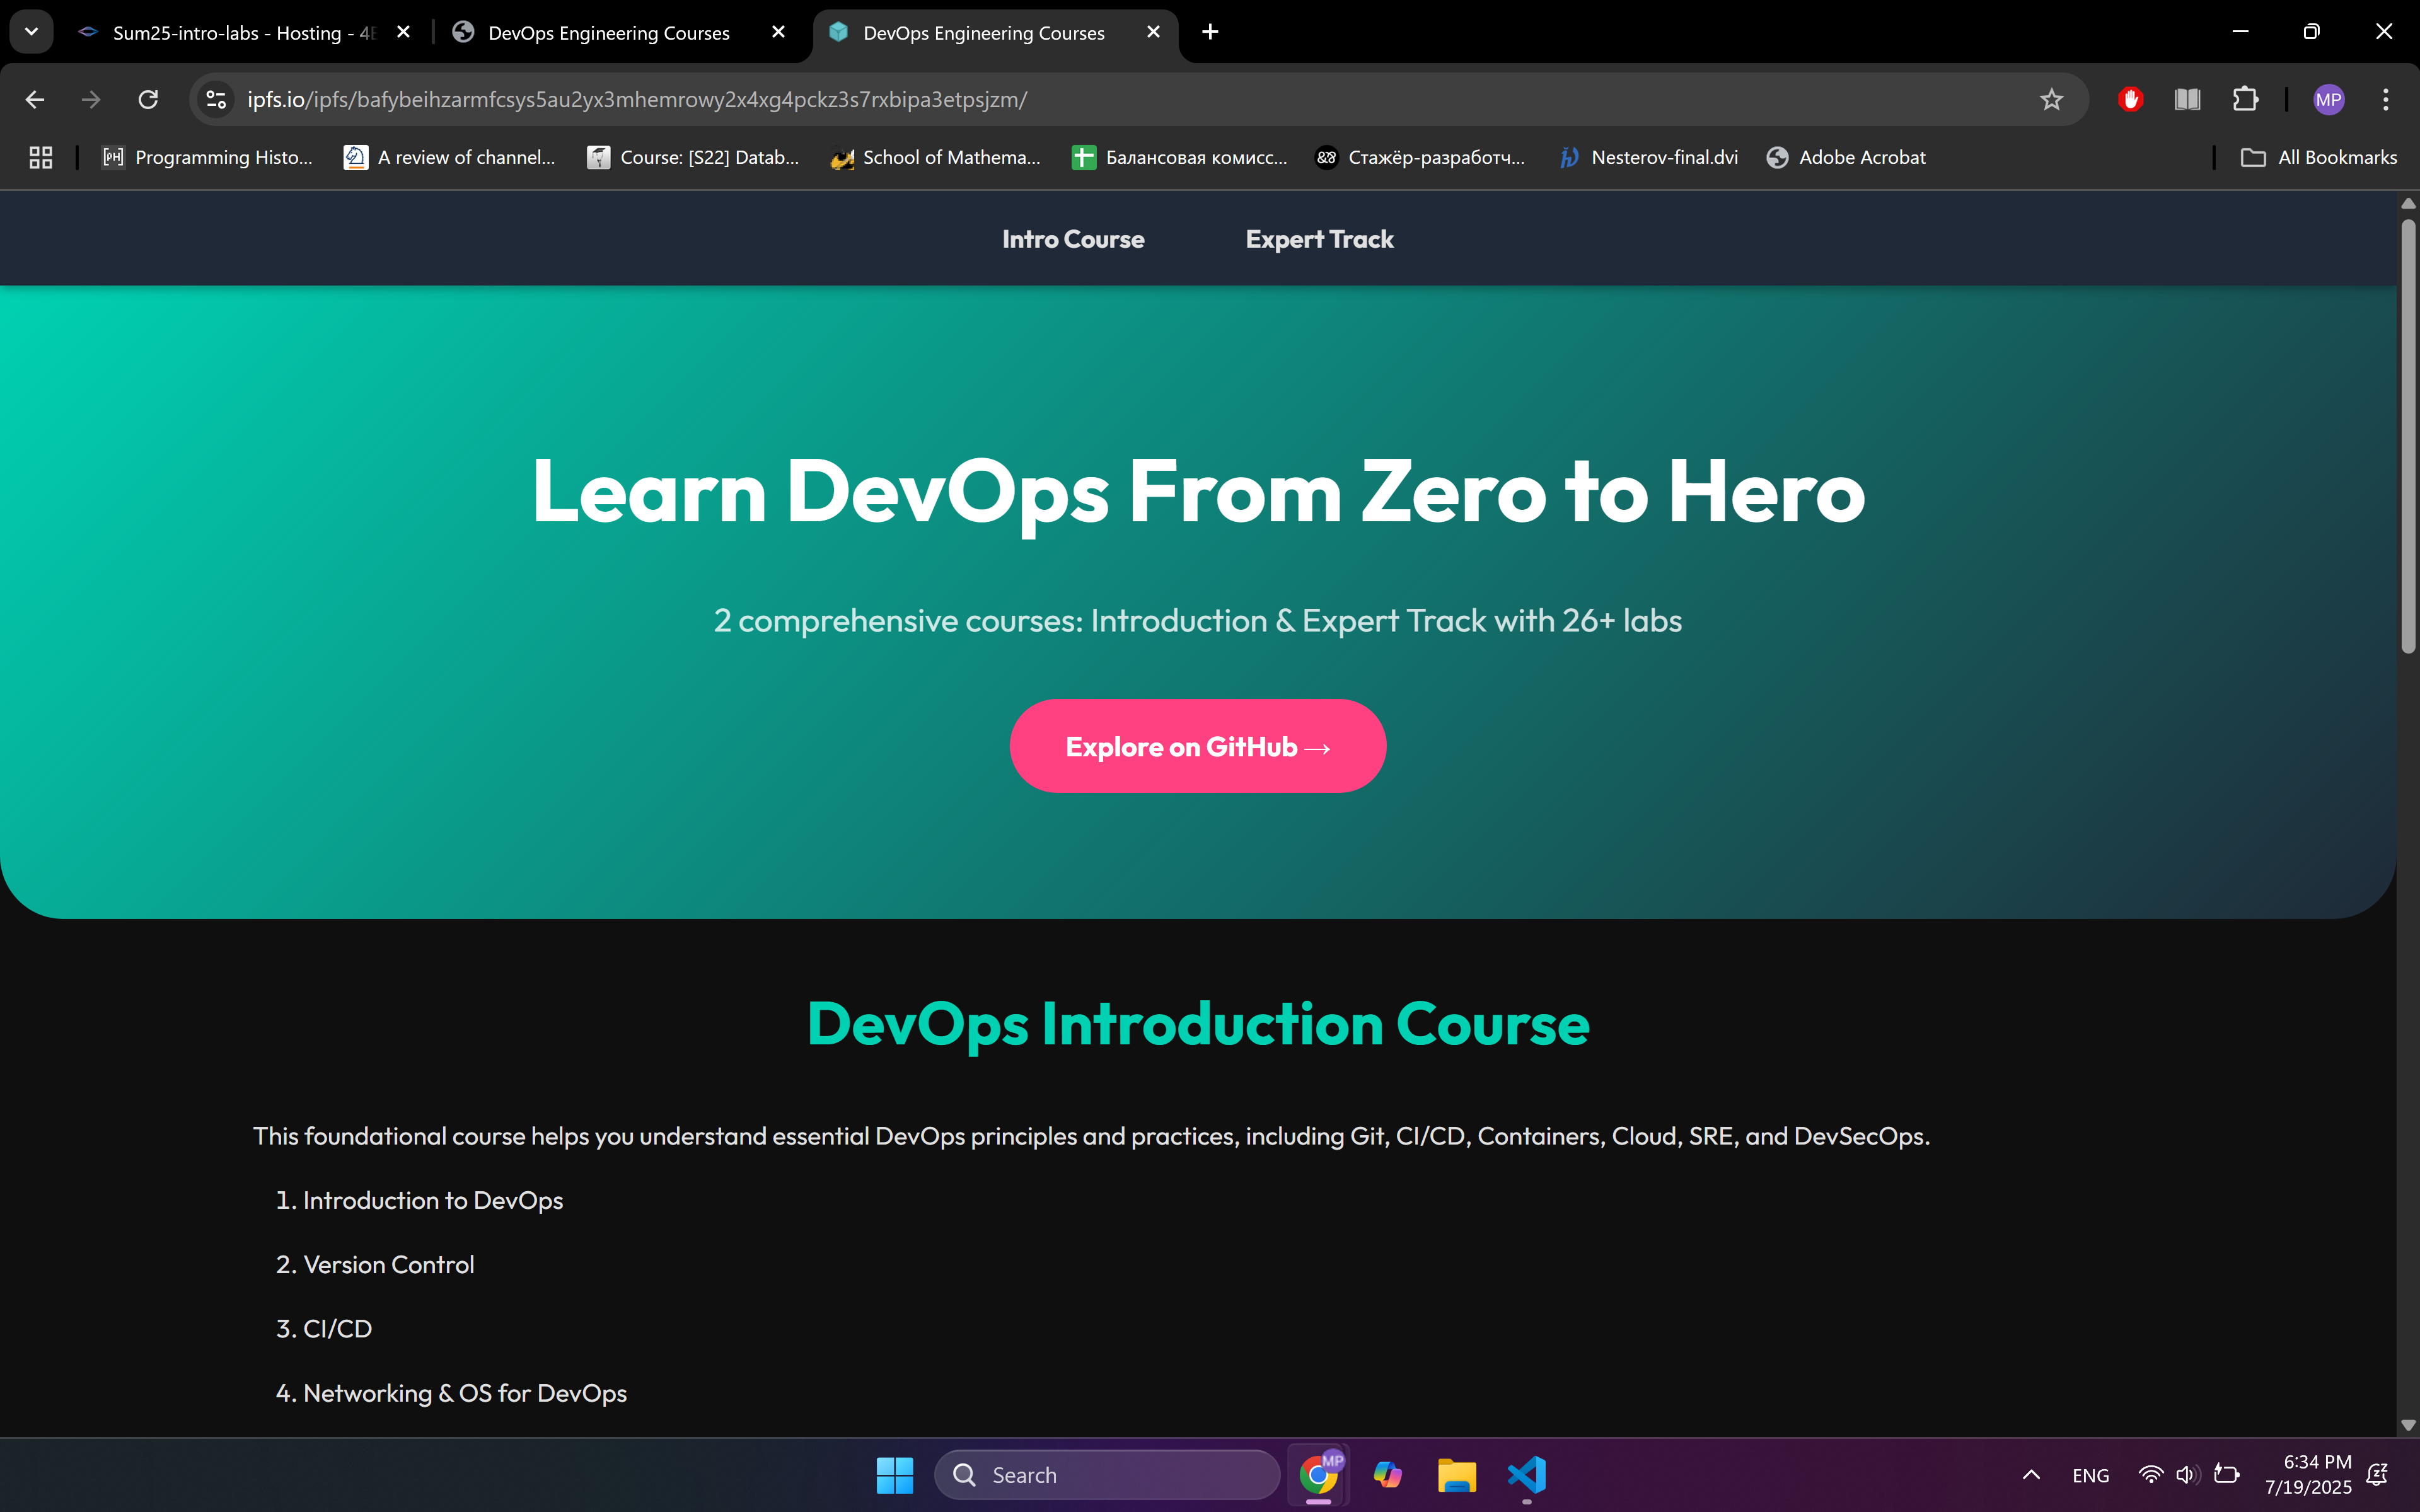 Sum25-intro-labs - Hosting - 4E
DevOps Engineering Courses
DevOps Engineering Courses
ipfs.io/ipfs/bafybeihzarmfcsys5au2yx3mhemrowy2x4xg4pckz3s7rxbipa3etpsjzm/
MP
Programming Histo...
A review of channel...
Course: [S22] Datab...
School of Mathema...
Балансовая комисс...
Стажёр-разработч...
Nesterov-final.dvi
Adobe Acrobat
All Bookmarks
Intro Course
Expert Track
Learn DevOps From Zero to Hero
2 comprehensive courses: Introduction & Expert Track with 26+ labs
Explore on GitHub →
DevOps Introduction Course
This foundational course helps you understand essential DevOps principles and practices, including Git, CI/CD, Containers, Cloud, SRE, and DevSecOps.
1. Introduction to DevOps
2. Version Control
3. CI/CD
4. Networking & OS for DevOps
Search
MP
ENG
6:34 PM
7/19/2025